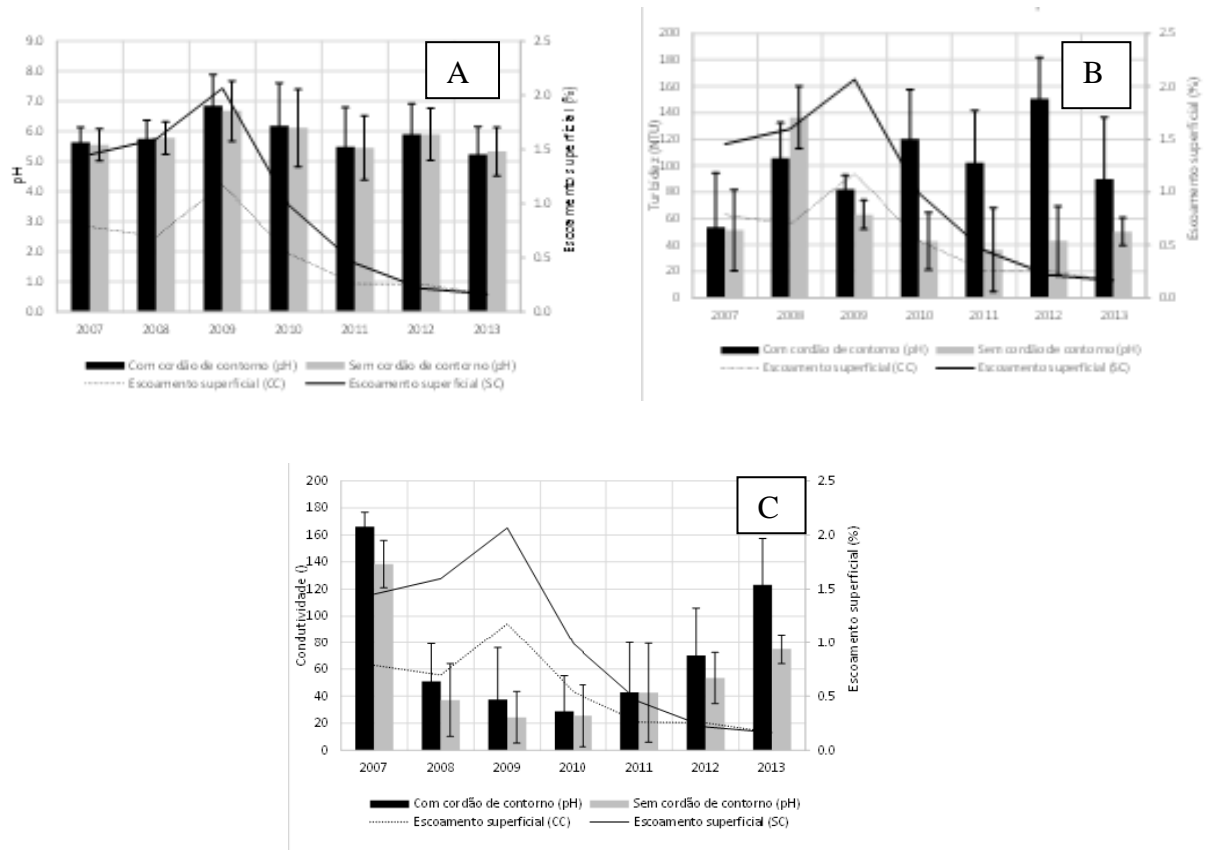 A
9.0
8.0
7.0
6.0
5.0
4.0
3.0
2.0
1.0
0.0
pH
2.5
2.0
1.5
1.0
0.5
0.0
Escoamento superficial (%)
2007 2008 2009 2010 2011 2012 2013
Com cordão de contorno (pH) Sem cordão de contorno (pH)
Escoamento superficial (CC) Escoamento superficial (SC)
B
200
180
160
140
120
100
80
60
40
20
0
Turbidez (NTU)
2.5
2.0
1.5
1.0
0.5
0.0
Escoamento superficial (%)
2007 2008 2009 2010 2011 2012 2013
Com cordão de contorno (pH) Sem cordão de contorno (pH)
Escoamento superficial (CC) Escoamento superficial (SC)
C
200
180
160
140
120
100
80
60
40
20
0
Condutividade ()
2.5
2.0
1.5
1.0
0.5
0.0
Escoamento superficial (%)
2007 2008 2009 2010 2011 2012 2013
Com cordão de contorno (pH) Sem cordão de contorno (pH)
Escoamento superficial (CC) Escoamento superficial (SC)